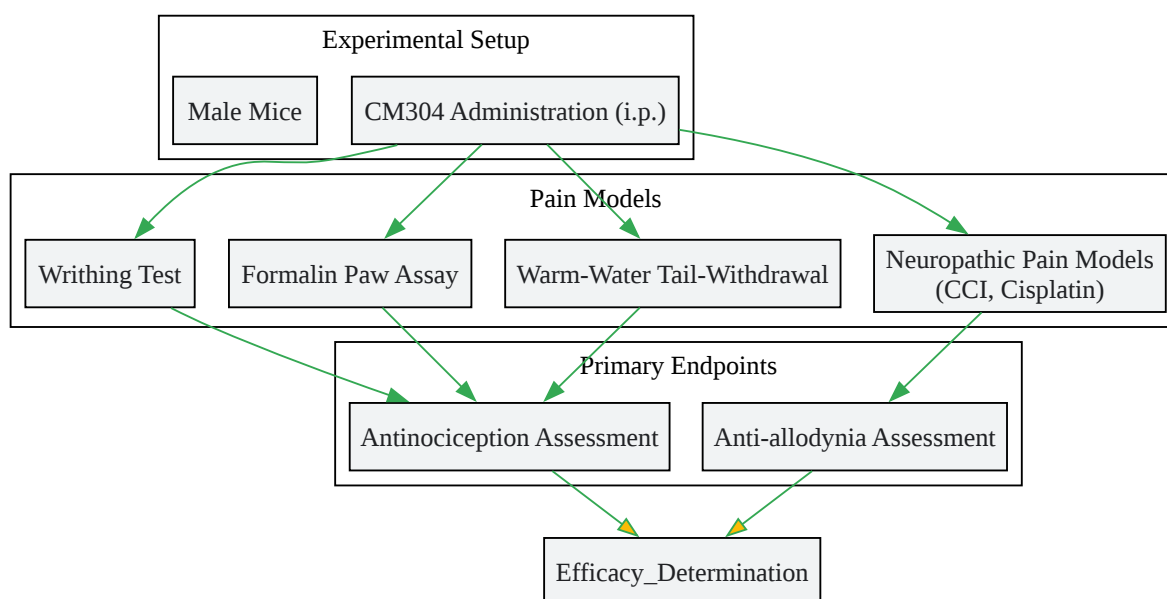 Experimental Setup
Male Mice
CM304 Administration (i.p.)
Pain Models
Writhing Test
Formalin Paw Assay
Warm-Water Tail-Withdrawal
Neuropathic Pain Models
(CCI, Cisplatin)
Primary Endpoints
Antinociception Assessment
Anti-allodynia Assessment
Efficacy_Determination